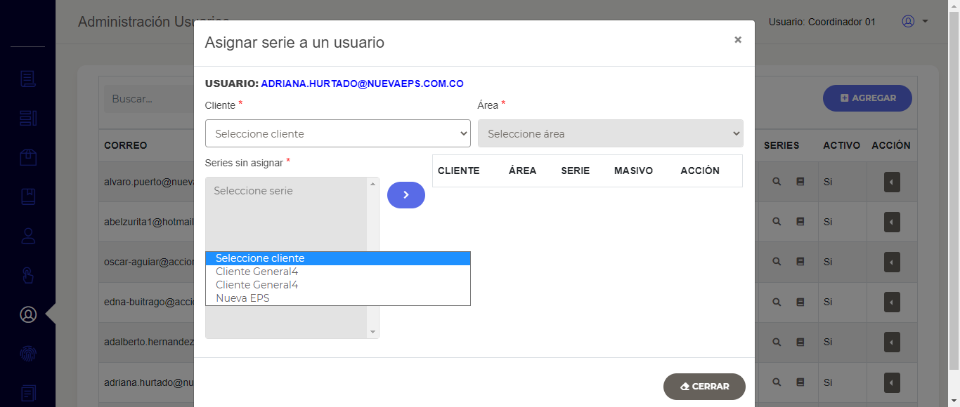 Administración Usuarios
Usuario: Coordinador 01
Asignar serie a un usuario
×
USUARIO: ADRIANA.HURTADO@NUEVAEPS.COM.CO
Cliente *
Área *
Seleccione cliente
Seleccione área
Series sin asignar *
Seleccione serie
CLIENTE ÁREA SERIE MASIVO ACCIÓN
Seleccione cliente
Cliente General4
Cliente General4
Nueva EPS
CERRAR
Buscar...
AGREGAR
CORREO SERIES ACTIVO ACCIÓN
alvaro.puerto@nueva Si
abelzurita1@hotmail Si
oscar-aguiar@accion Si
edna-buitrago@accio Si
adalberto.hernandez Si
adriana.hurtado@nu Si